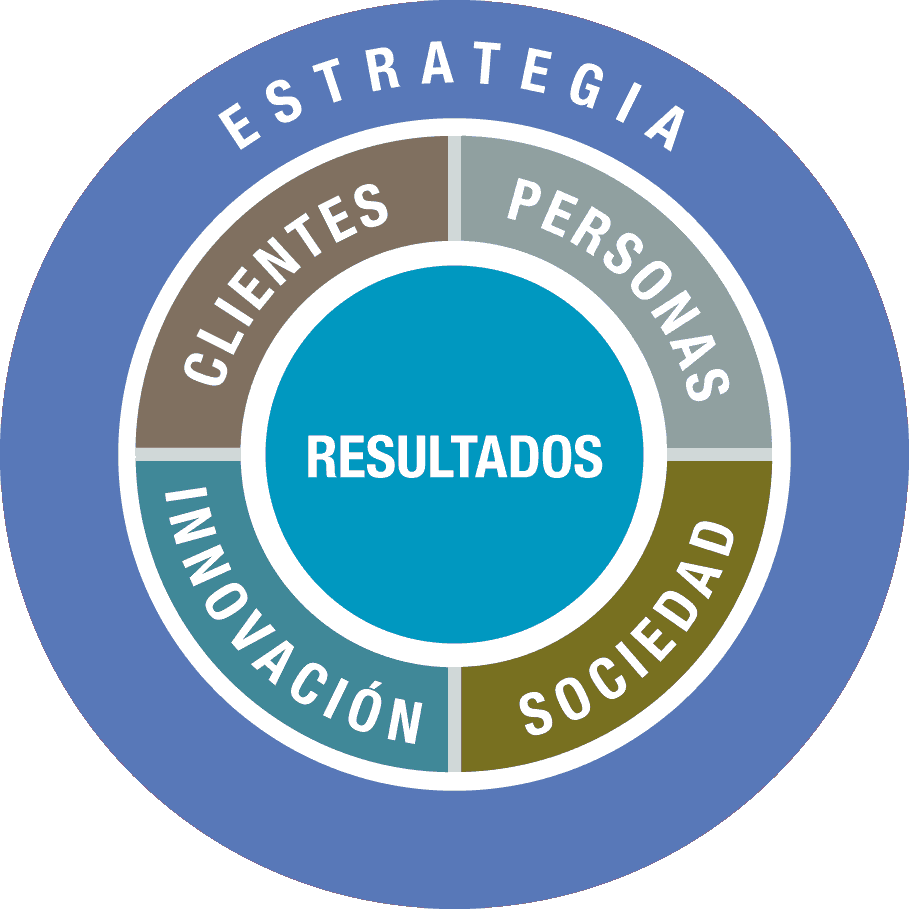 ESTRATEGIA
CLIENTES
PERSONAS
RESULTADOS
INNOVACIÓN
SOCIEDAD